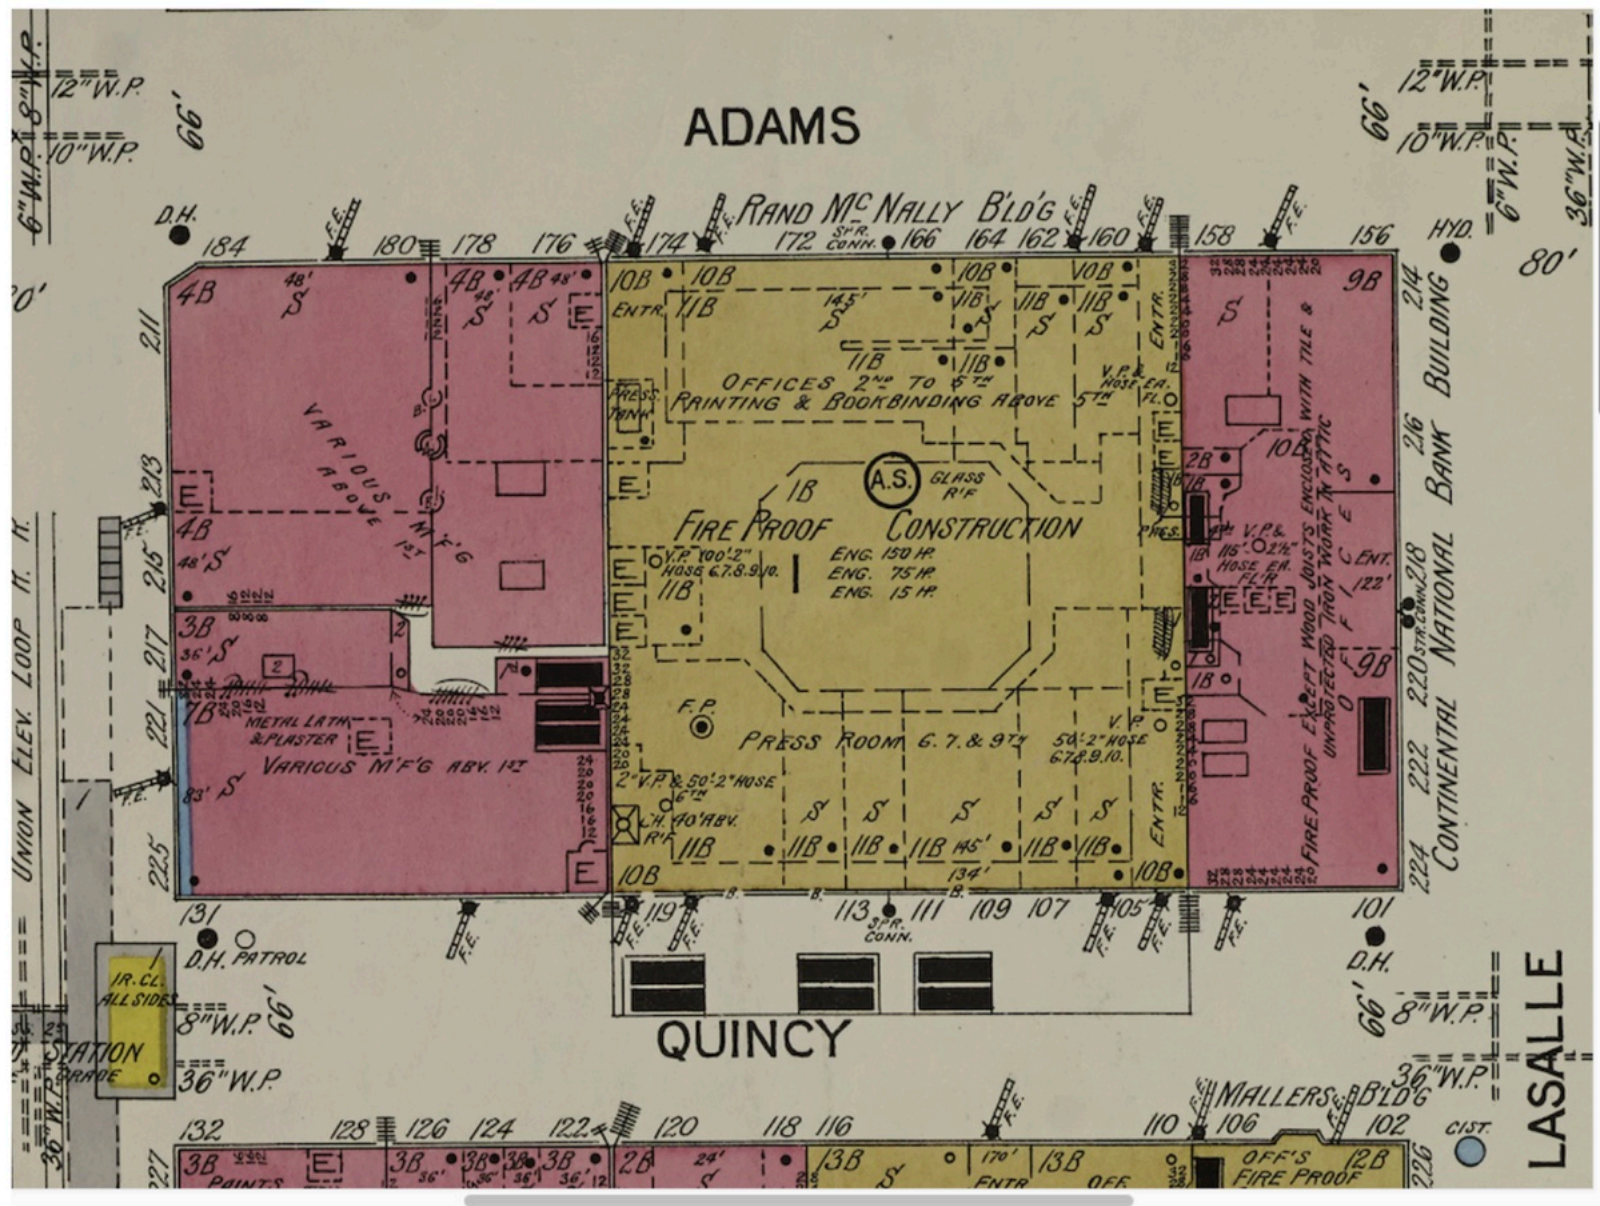 12"W.P.
10"W.P.
8"W.P.
6"W.P.
66'
ADAMS
66'
12"W.P.
10"W.P.
6"W.P.
36"W.P.
D.H.
F.E.
F.E.
F.E.
RAND McNALLY B'LD'G
F.E.
F.E.
F.E.
HYD.
184 180 178 176 174 172 SPR. CONN. 166 164 162 160 158 156
80'
4B 48' S
4B 48' S
4B 48' S
E
10B
ENTR.
10B
11B
145' S
10B
11B S
11B S
10B
11B S
ENTR.
S
9B
211
213
215
217
221
225
214
216
218
220
222
224
CONTINENTAL NATIONAL BANK BUILDING
STR. CONN.
11B
11B
OFFICES 2ND TO 5TH
PRINTING & BOOKBINDING ABOVE 5TH
V.P. &
HOSE EA.
FL.
PRESS.
TANK
VARIOUS
ABOVE
M'F'G
1ST
E
E
E
E
1B
A.S.
GLASS
R'F
FIRE PROOF CONSTRUCTION
ENG. 150 HP.
ENG. 75 HP.
ENG. 15 HP.
V.P. 100'-2"
HOSE 6.7.8.9.10.
11B
E
E
E
2B
1B
10B
V.P. &
HOSE EA.
FL'R
E E E
ENT.
122'
OFFICES
FIRE PROOF EXCEPT WOOD JOISTS ENCLOSED WITH TILE &
UNPROTECTED IRON WORK IN ATTIC
9B
1B
4B
48' S
3B
36' S
2
2
7B
METAL LATH
& PLASTER
E
VARIOUS M'F'G ABV. 1ST
83' S
E
F.P.
PRESS ROOM 6.7. & 9TH
V.P.
50'-2" HOSE
6.7.8.9.10.
E
2" V.P. & 50'-2" HOSE
6TH
CH. 40' ABV.
R'F
S S S S S
11B 11B 11B 11B 145' 11B 11B
10B
134'
10B
ENTR.
UNION ELEV. LOOP R. R.
F.E.
F.E.
131
119 113 111 109 107 105 101
SPR.
CONN.
F.E.
F.E.
F.E.
F.E.
F.E.
F.E.
D.H. PATROL
D.H.
1
1
IR. CL.
ALL SIDES
STATION
GRADE
8"W.P.
36"W.P.
66'
QUINCY
66'
8"W.P.
36"W.P.
36"W.P.
LASALLE
MALLERS B'LD'G
F.E.
F.E.
F.E.
132 128 126 124 122 120 118 116 110 106 102
CIST.
227
226
3B
PAINTS
E
3B 36'
3B 36'
3B 36'
3B
2B
24'
S
13B
S
170'
ENTR
13B
OFF.
OFF'S
FIRE PROOF
12B